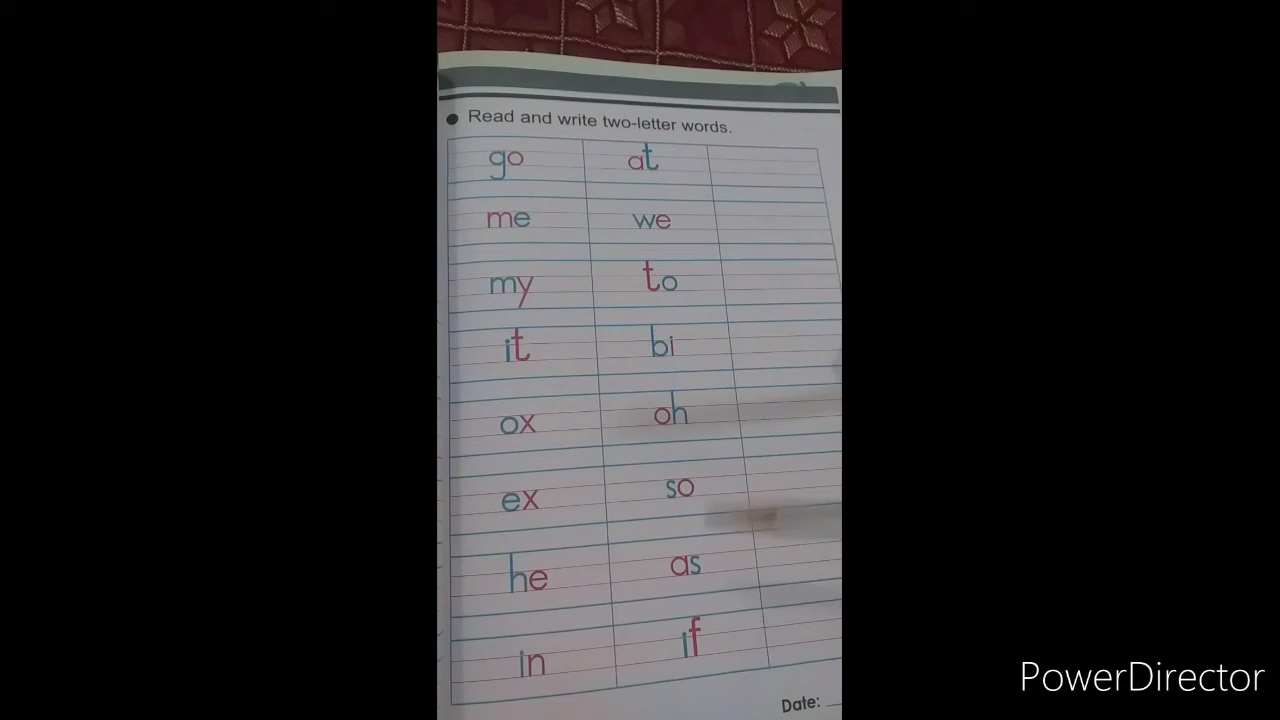 Read and write two-letter words.
go at
me we
my to
it bi
ox oh
ex so
he as
in if
Date:
PowerDirector